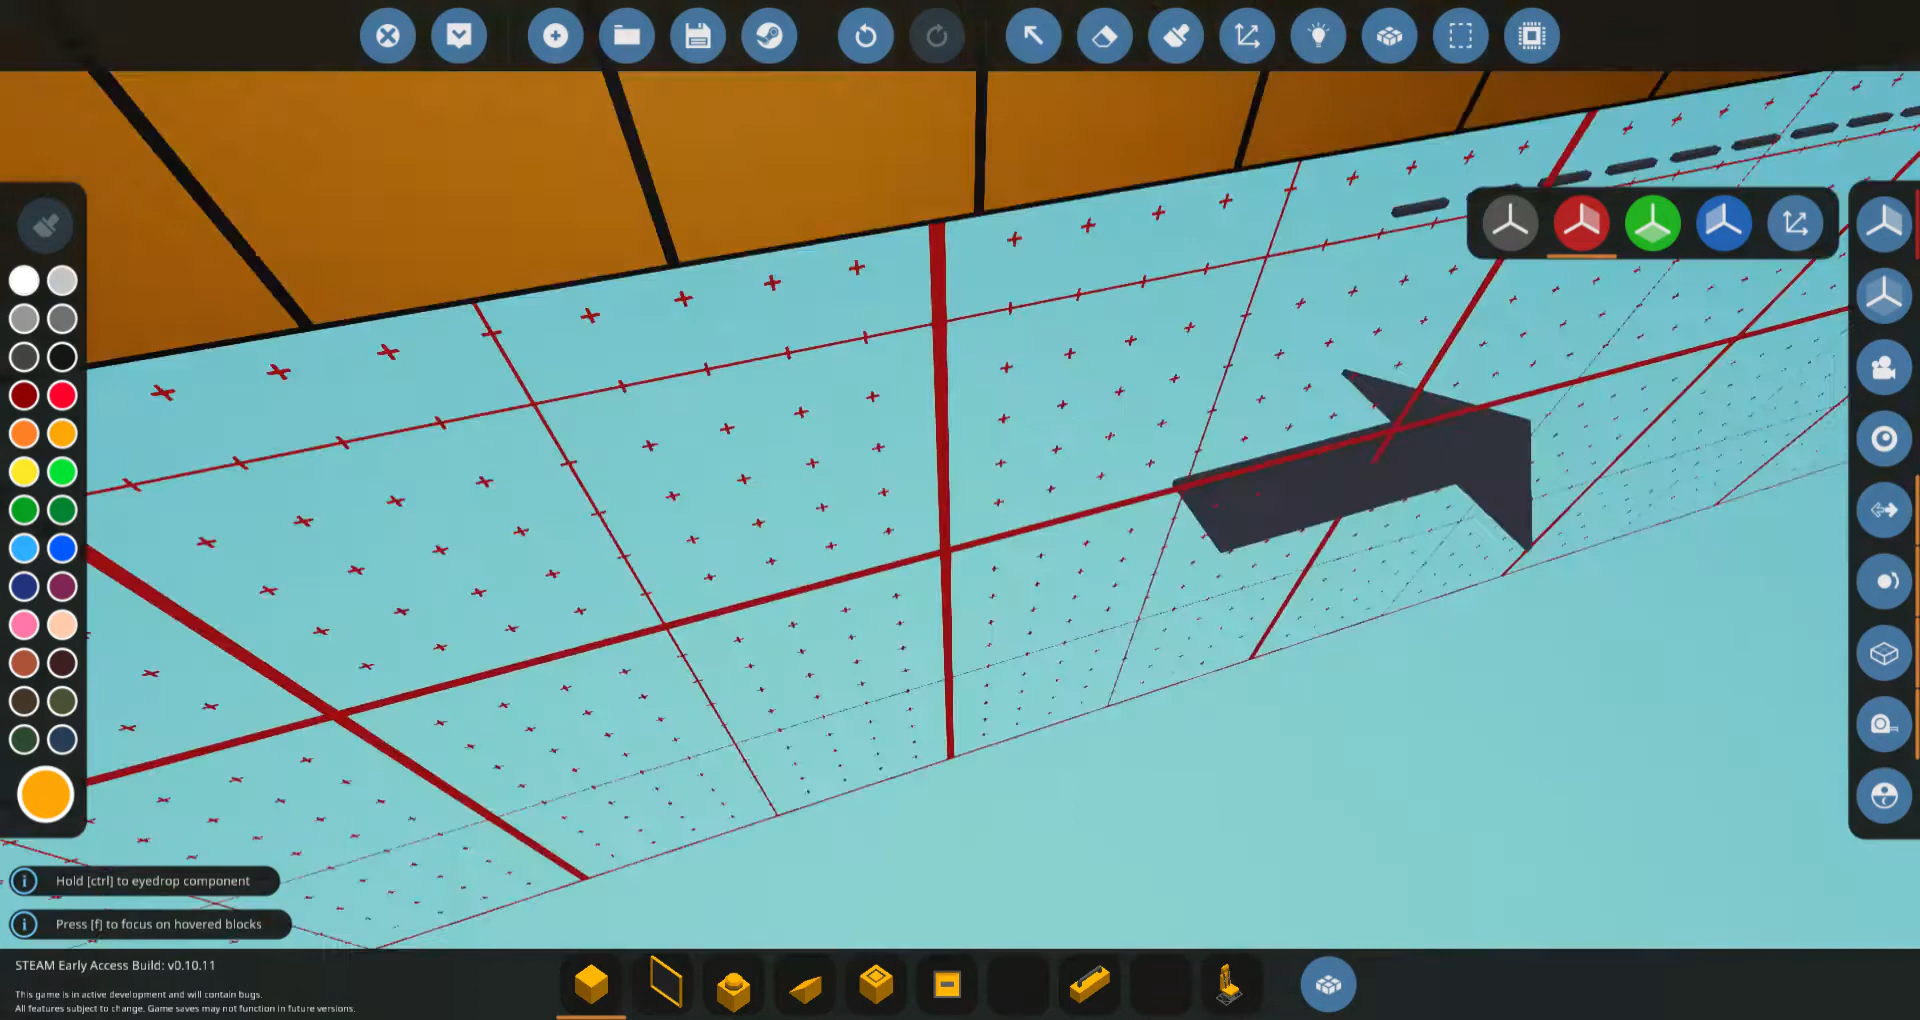 Hold [ctrl] to eyedrop component
Press [f] to focus on hovered blocks
STEAM Early Access Build: v0.10.11
This game is in active development and will contain bugs.
All features subject to change. Game saves may not function in future versions.